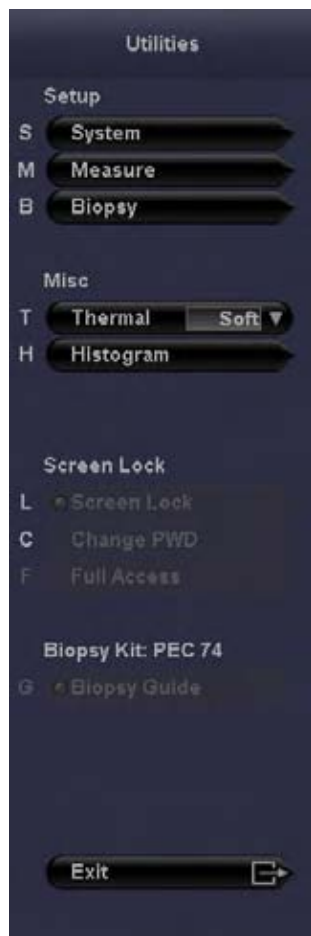 Utilities
Setup
S System
M Measure
B Biopsy
Misc
T Thermal Soft ▼
H Histogram
Screen Lock
L Screen Lock
C Change PWD
F Full Access
Biopsy Kit: PEC 74
G Biopsy Guide
Exit